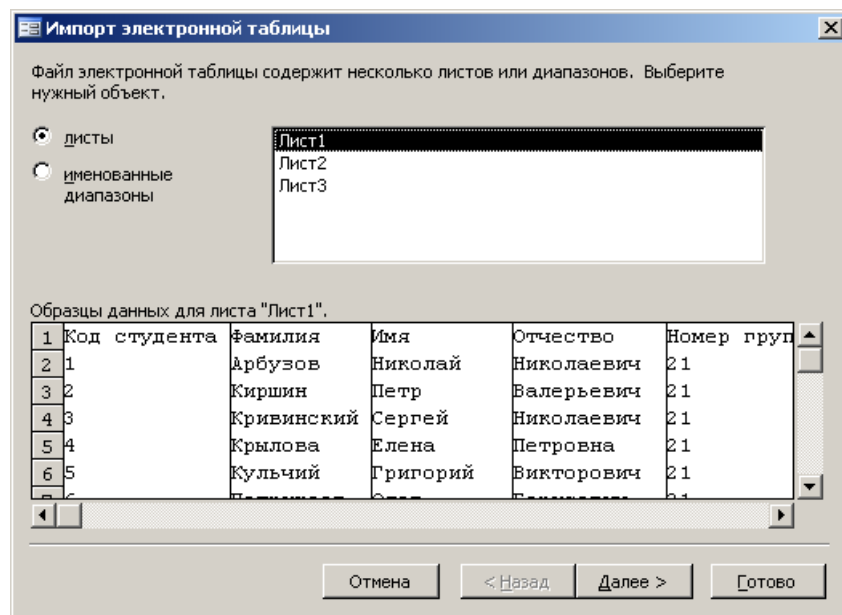 Импорт электронной таблицы
Файл электронной таблицы содержит несколько листов или диапазонов. Выберите
нужный объект.
листы
именованные
диапазоны
Лист1
Лист2
Лист3
Образцы данных для листа "Лист1".
1 Код студента Фамилия Имя Отчество Номер груп
2 1 Арбузов Николай Николаевич 21
3 2 Киршин Петр Валерьевич 21
4 3 Кривинский Сергей Николаевич 21
5 4 Крылова Елена Петровна 21
6 5 Кульчий Григорий Викторович 21
Отмена < Назад Далее > Готово